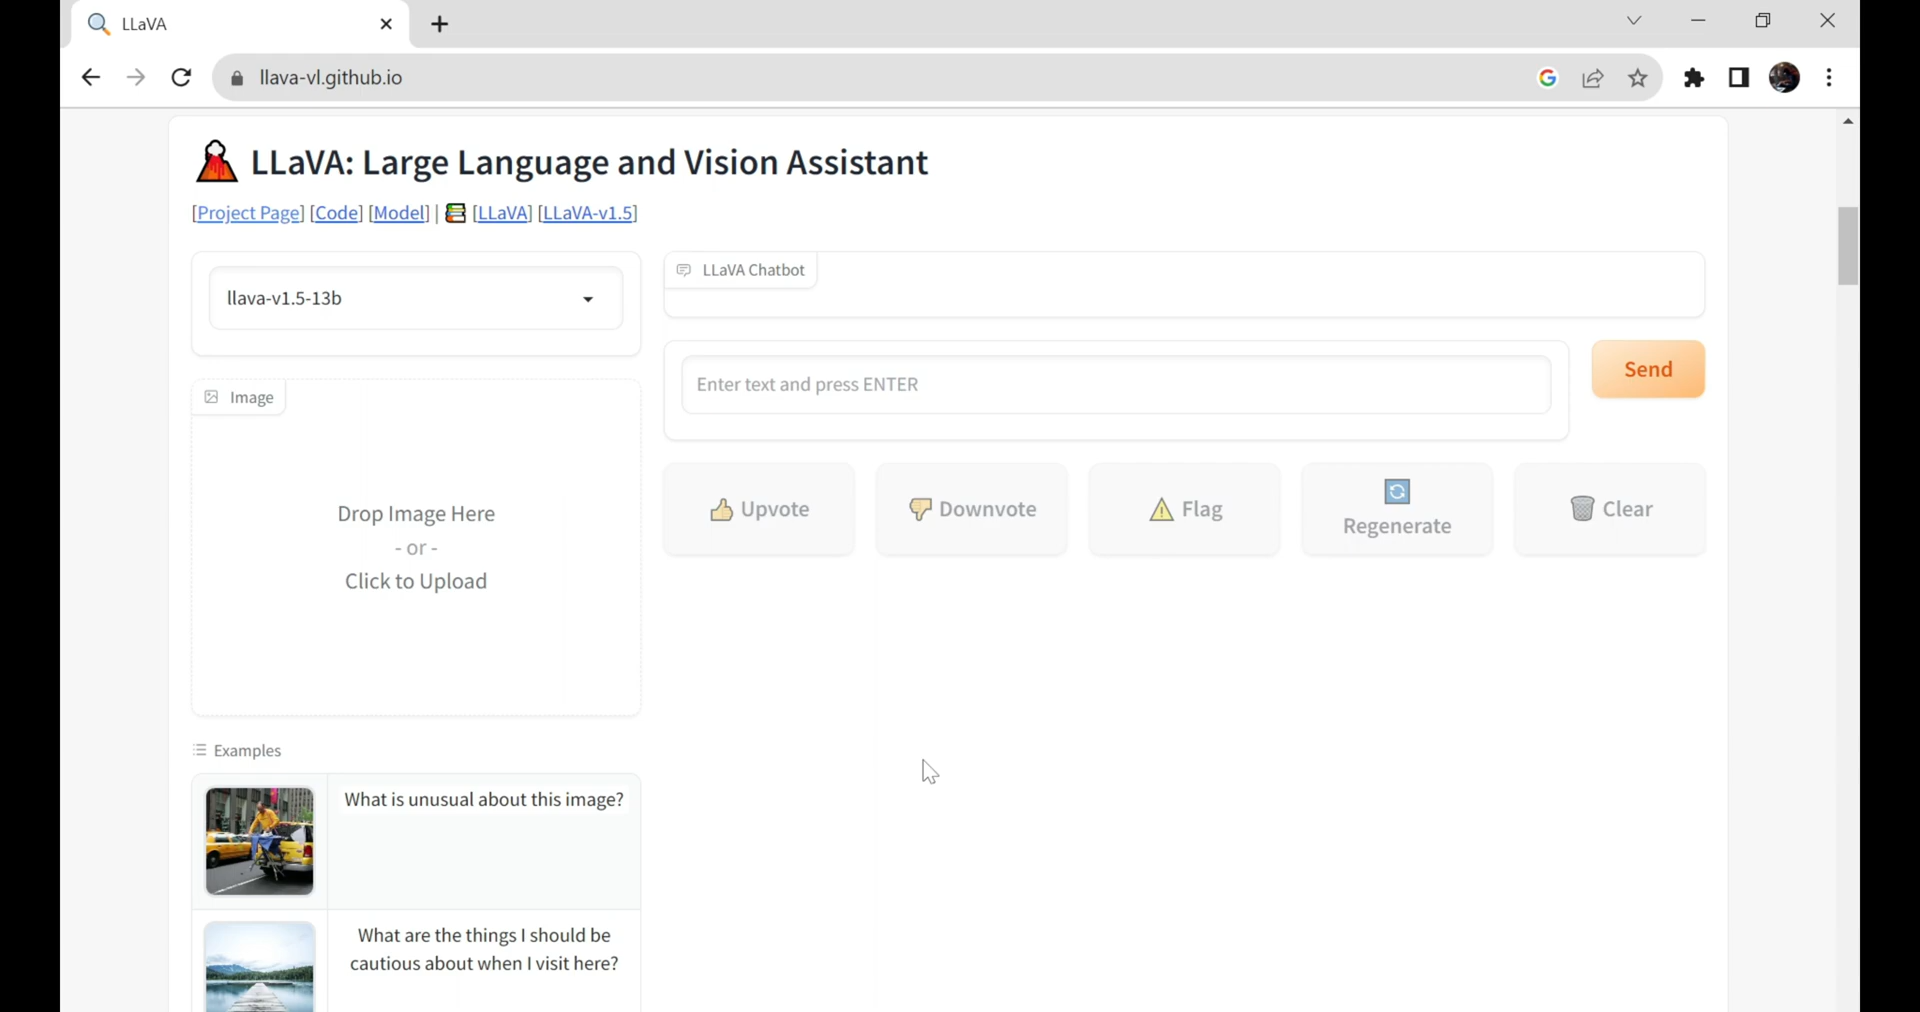 LLaVA
llava-vl.github.io
LLaVA: Large Language and Vision Assistant
[Project Page] [Code] [Model] | [LLaVA] [LLaVA-v1.5]
llava-v1.5-13b
LLaVA Chatbot
Enter text and press ENTER
Send
Image
Drop Image Here
- or -
Click to Upload
Upvote
Downvote
Flag
Regenerate
Clear
Examples
What is unusual about this image?
What are the things I should be
cautious about when I visit here?